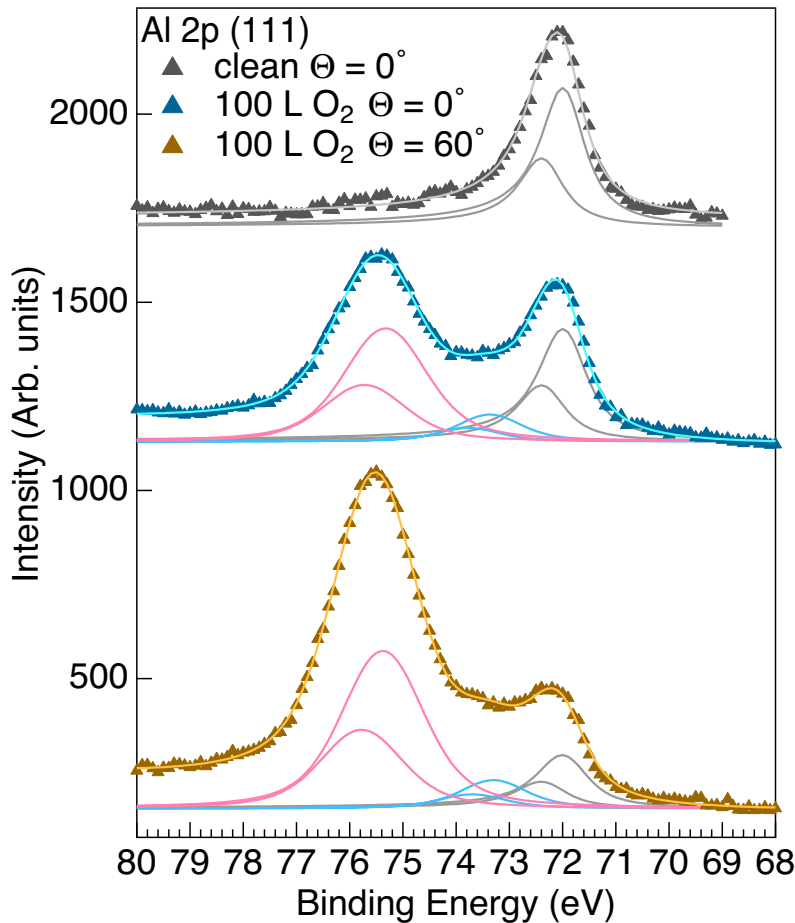 Al 2p (111)
clean Θ = 0°
100 L O₂ Θ = 0°
100 L O₂ Θ = 60°
2000
1500
1000
500
Intensity (Arb. units)
80 79 78 77 76 75 74 73 72 71 70 69 68
Binding Energy (eV)